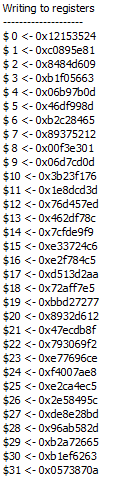 Writing to registers
--------------------
$ 0 <- 0x12153524
$ 1 <- 0xc0895e81
$ 2 <- 0x8484d609
$ 3 <- 0xb1f05663
$ 4 <- 0x06b97b0d
$ 5 <- 0x46df998d
$ 6 <- 0xb2c28465
$ 7 <- 0x89375212
$ 8 <- 0x00f3e301
$ 9 <- 0x06d7cd0d
$10 <- 0x3b23f176
$11 <- 0x1e8dcd3d
$12 <- 0x76d457ed
$13 <- 0x462df78c
$14 <- 0x7cfde9f9
$15 <- 0xe33724c6
$16 <- 0xe2f784c5
$17 <- 0xd513d2aa
$18 <- 0x72aff7e5
$19 <- 0xbbd27277
$20 <- 0x8932d612
$21 <- 0x47ecdb8f
$22 <- 0x793069f2
$23 <- 0xe77696ce
$24 <- 0xf4007ae8
$25 <- 0xe2ca4ec5
$26 <- 0x2e58495c
$27 <- 0xde8e28bd
$28 <- 0x96ab582d
$29 <- 0xb2a72665
$30 <- 0xb1ef6263
$31 <- 0x0573870a